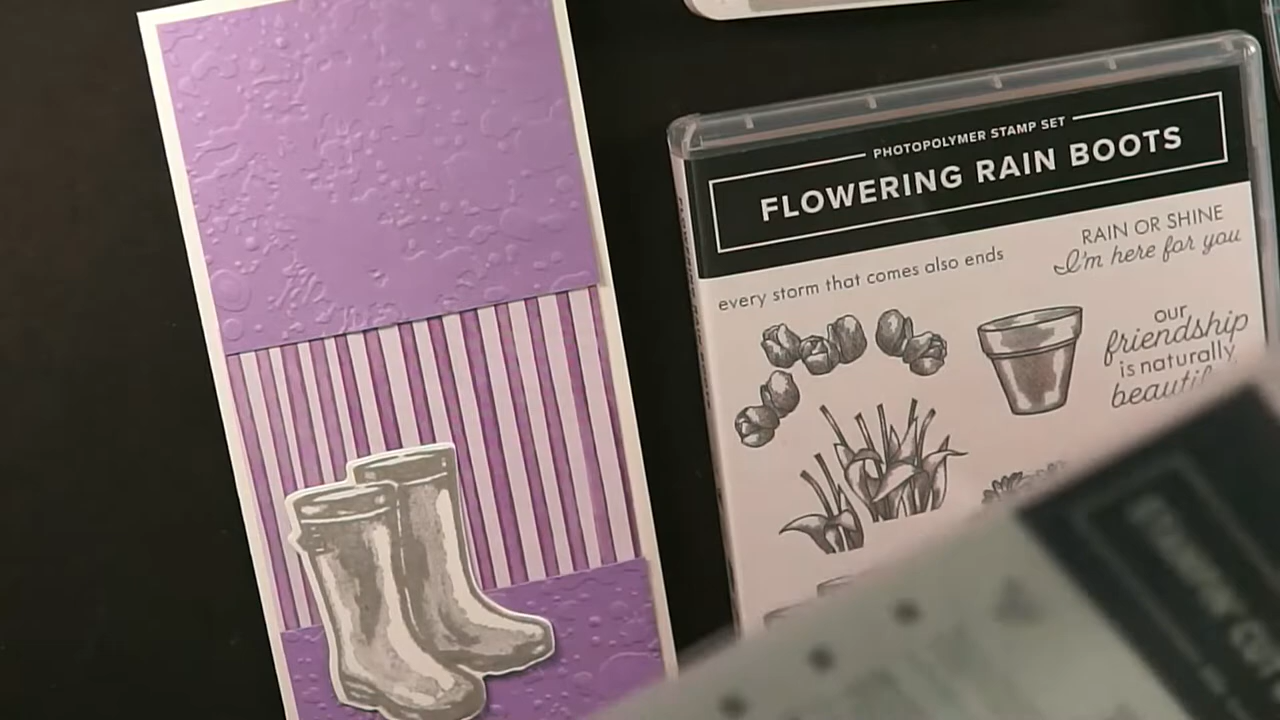 PHOTOPOLYMER STAMP SET
FLOWERING RAIN BOOTS
every storm that comes also ends
RAIN OR SHINE
I'm here for you
our
friendship
is naturally